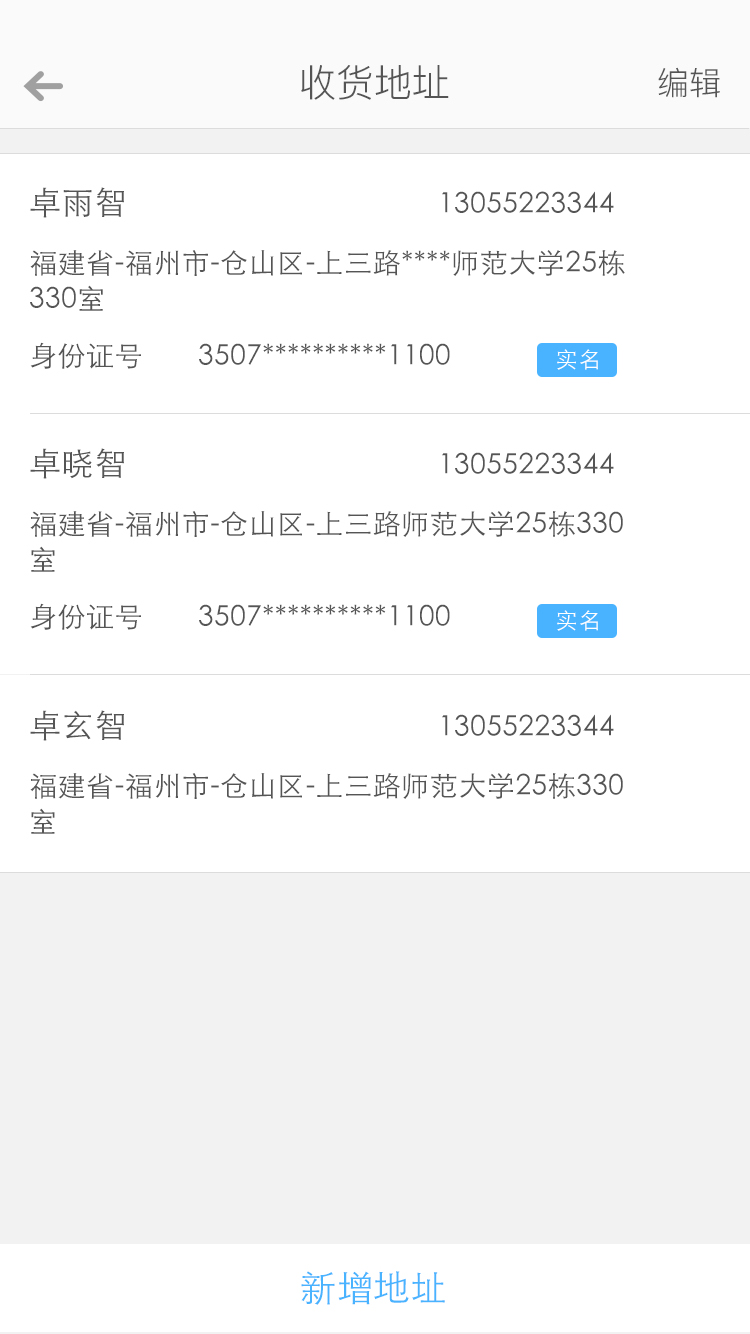 收货地址 编辑
卓雨智 13055223344
福建省-福州市-仓山区-上三路****师范大学25栋
330室
身份证号 3507**********1100 实名
卓晓智 13055223344
福建省-福州市-仓山区-上三路师范大学25栋330
室
身份证号 3507**********1100 实名
卓玄智 13055223344
福建省-福州市-仓山区-上三路师范大学25栋330
室
新增地址